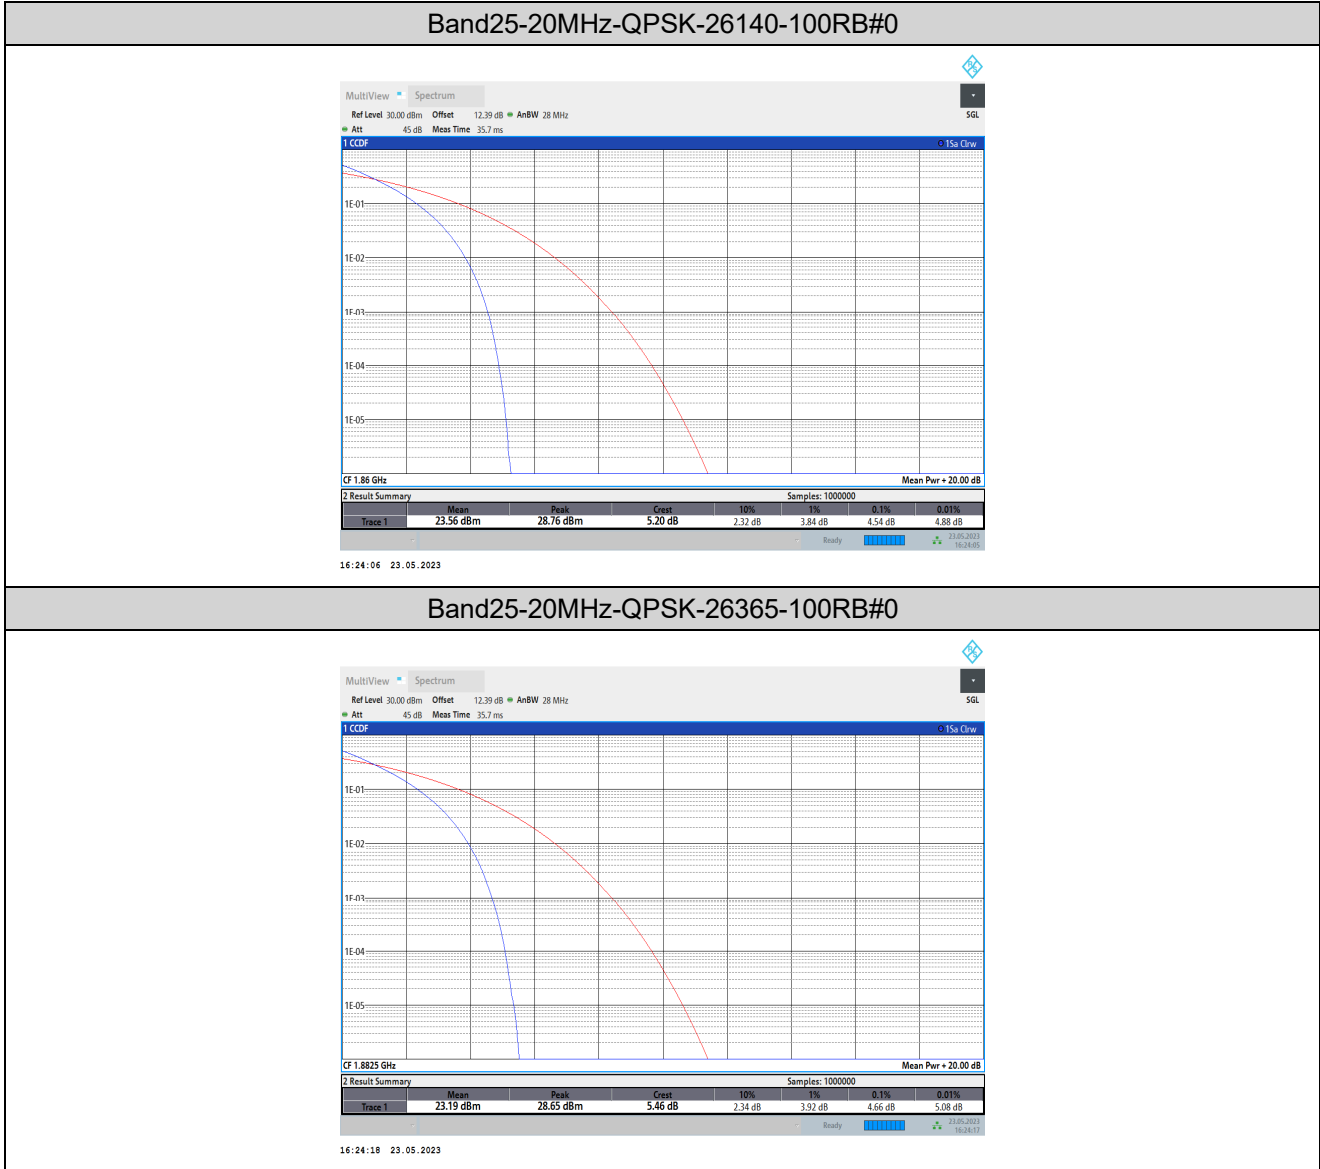 Band25-20MHz-QPSK-26140-100RB#0
MultiView Spectrum
Ref Level 30.00 dBm Offset 12.39 dB AnBW 28 MHz SGL
Att 45 dB Meas Time 35.7 ms
1 CCDF 1Sa Clrw
1E-01
1E-02
1E-03
1E-04
1E-05
CF 1.86 GHz Mean Pwr + 20.00 dB
2 Result Summary Samples: 1000000
Mean Peak Crest 10% 1% 0.1% 0.01%
Trace 1 23.56 dBm 28.76 dBm 5.20 dB 2.32 dB 3.84 dB 4.54 dB 4.88 dB
Ready 23.05.2023
16:24:05
16:24:06 23.05.2023
Band25-20MHz-QPSK-26365-100RB#0
MultiView Spectrum
Ref Level 30.00 dBm Offset 12.39 dB AnBW 28 MHz SGL
Att 45 dB Meas Time 35.7 ms
1 CCDF 1Sa Clrw
1E-01
1E-02
1E-03
1E-04
1E-05
CF 1.8825 GHz Mean Pwr + 20.00 dB
2 Result Summary Samples: 1000000
Mean Peak Crest 10% 1% 0.1% 0.01%
Trace 1 23.19 dBm 28.65 dBm 5.46 dB 2.34 dB 3.92 dB 4.66 dB 5.08 dB
Ready 23.05.2023
16:24:17
16:24:18 23.05.2023